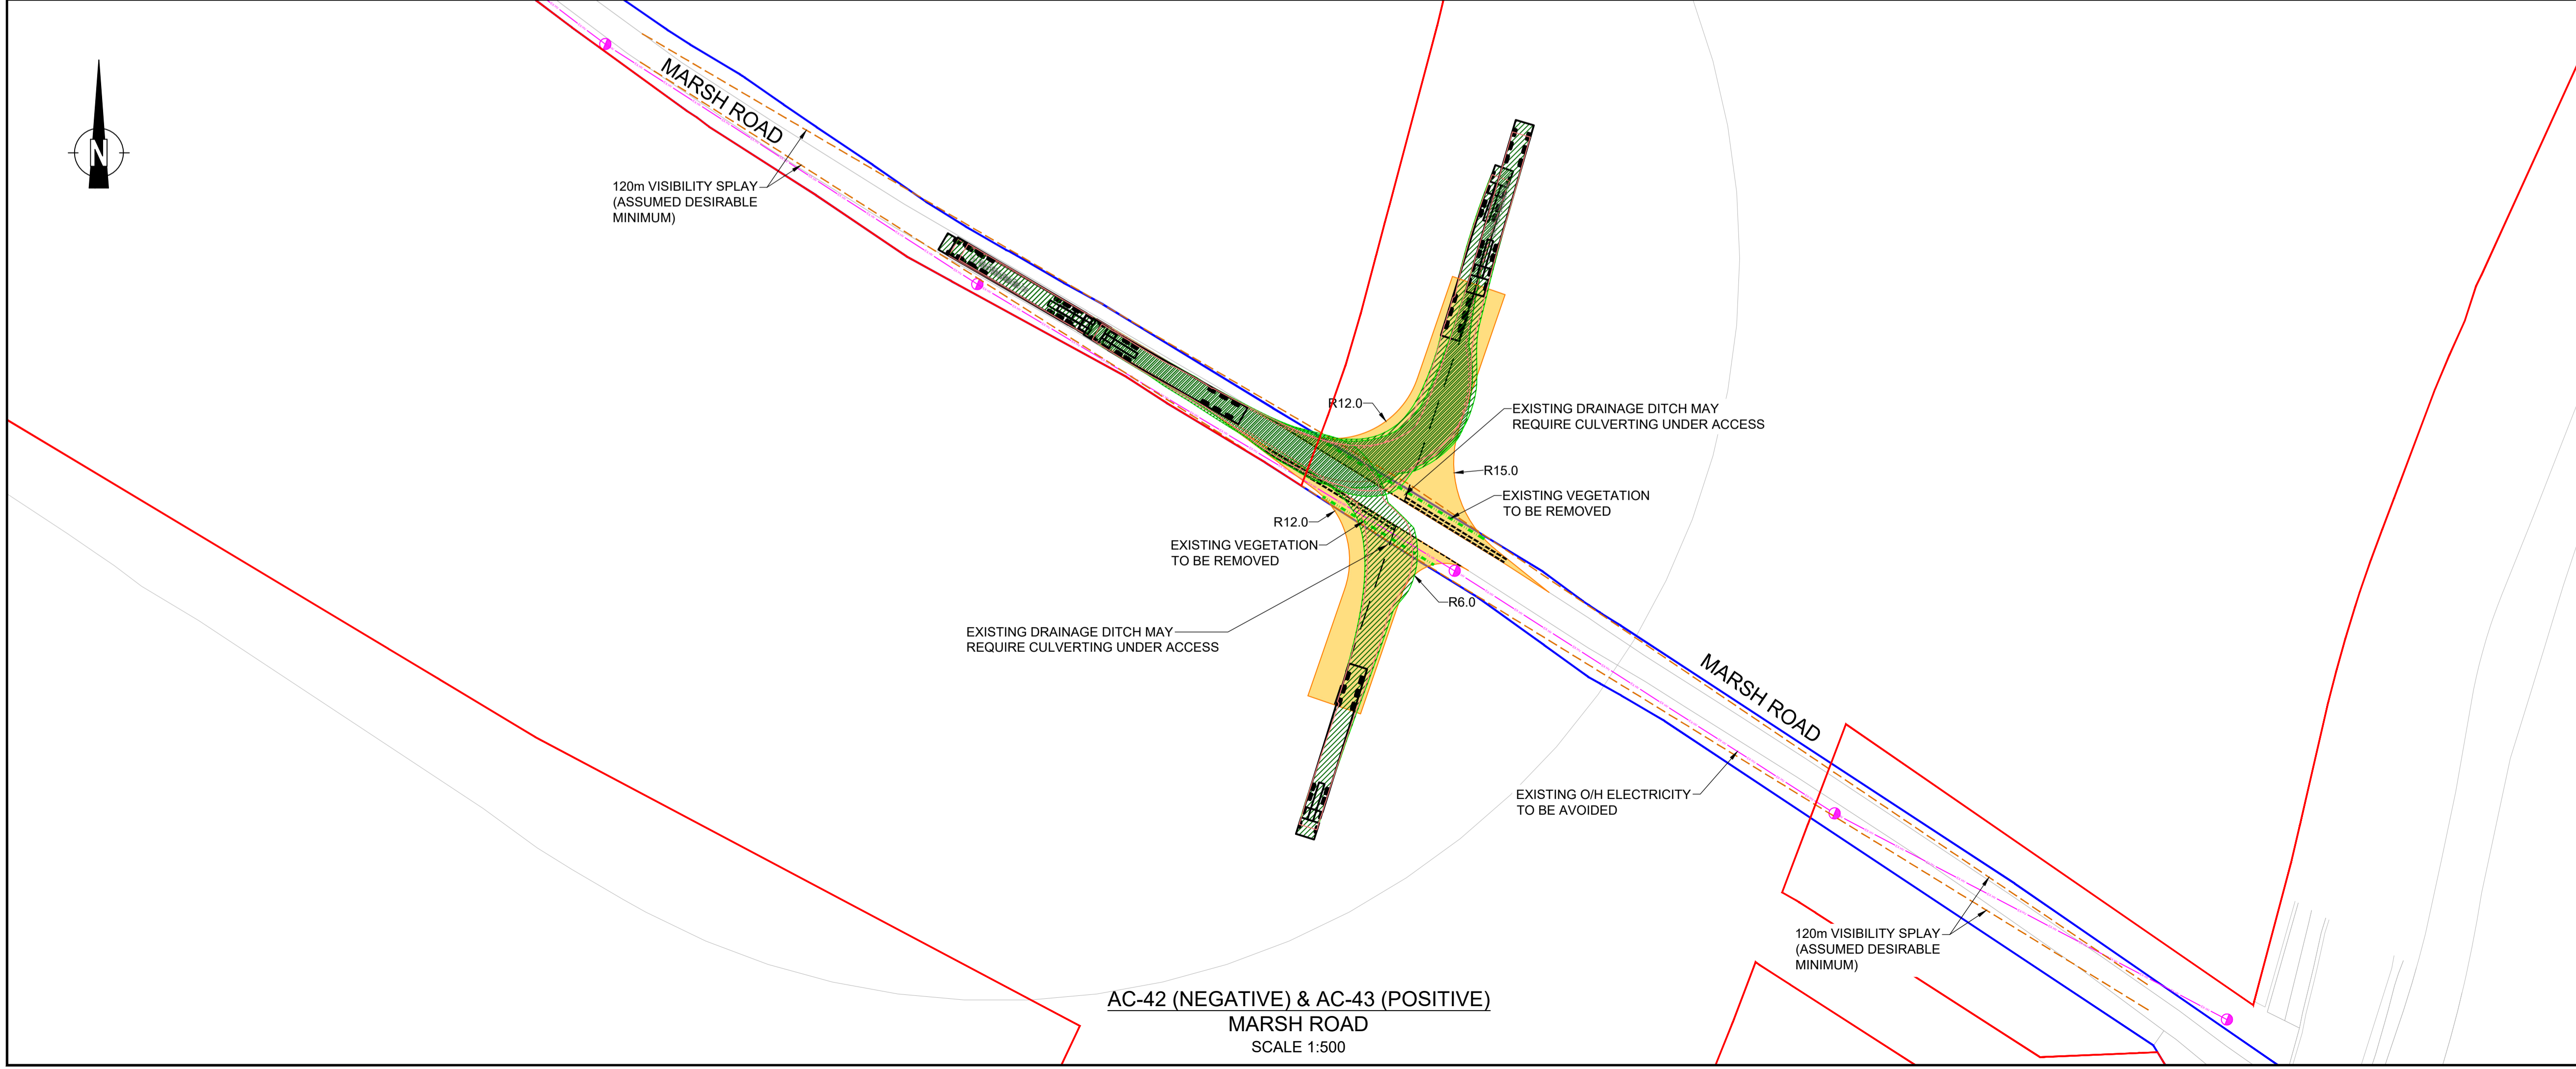 MARSH ROAD
N
120m VISIBILITY SPLAY
(ASSUMED DESIRABLE
MINIMUM)
R12.0
EXISTING DRAINAGE DITCH MAY
REQUIRE CULVERTING UNDER ACCESS
R15.0
EXISTING VEGETATION
TO BE REMOVED
R12.0
EXISTING VEGETATION
TO BE REMOVED
R6.0
EXISTING DRAINAGE DITCH MAY
REQUIRE CULVERTING UNDER ACCESS
MARSH ROAD
EXISTING O/H ELECTRICITY
TO BE AVOIDED
120m VISIBILITY SPLAY
(ASSUMED DESIRABLE
MINIMUM)
AC-42 (NEGATIVE) & AC-43 (POSITIVE)
MARSH ROAD
SCALE 1:500